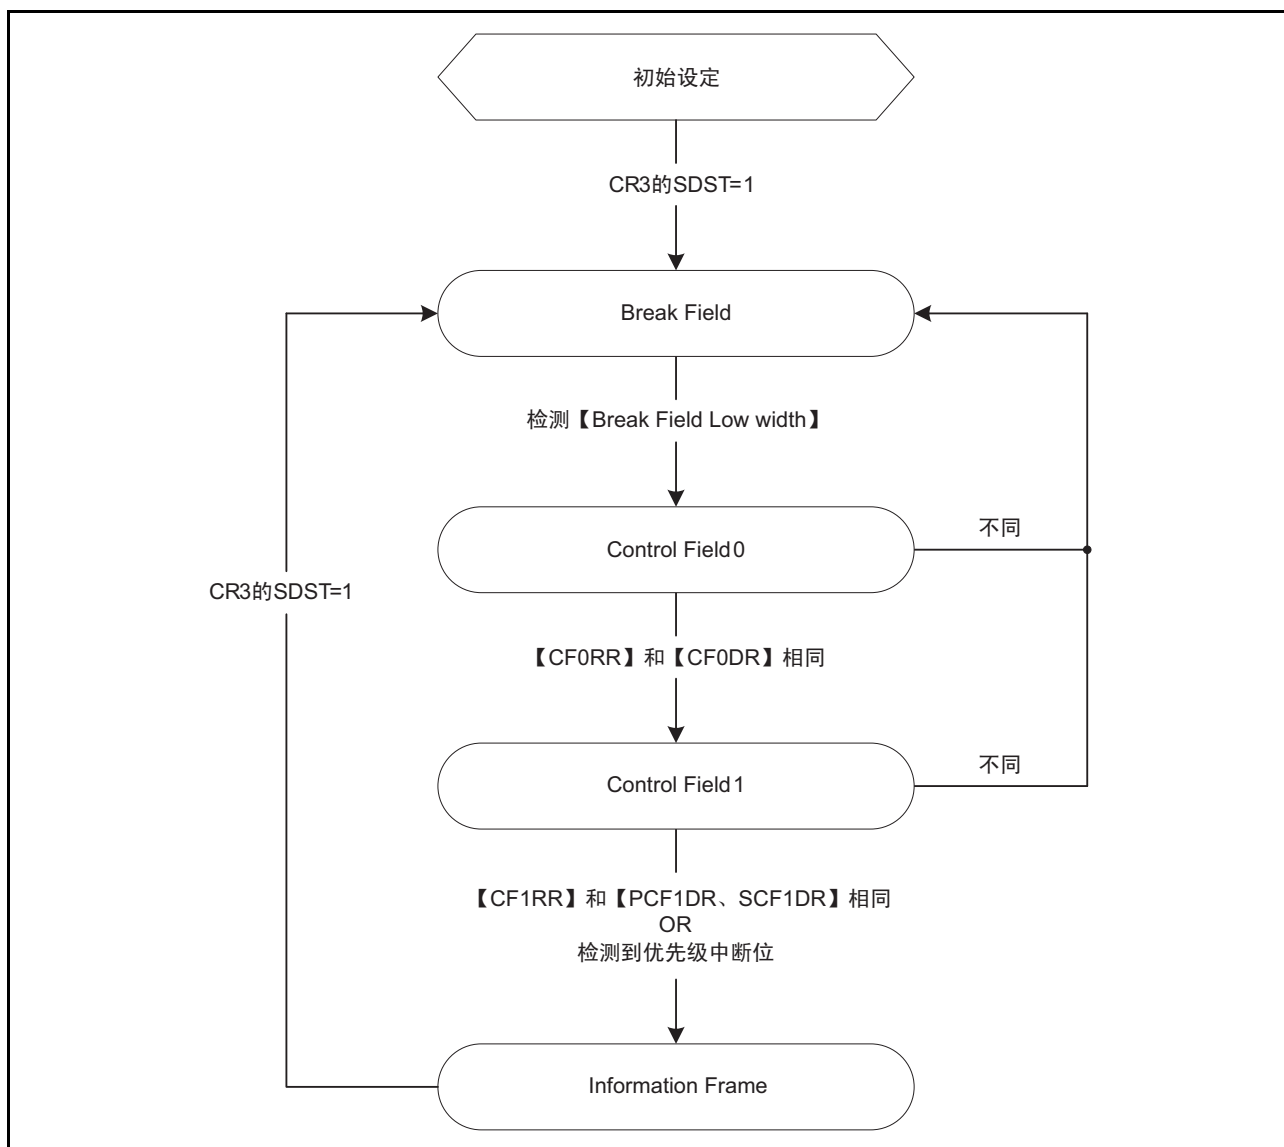 初始设定
CR3的SDST=1
Break Field
检测【Break Field Low width】
Control Field0
不同
CR3的SDST=1
【CF0RR】和【CF0DR】相同
Control Field1
不同
【CF1RR】和【PCF1DR、SCF1DR】相同
OR
检测到优先级中断位
Information Frame